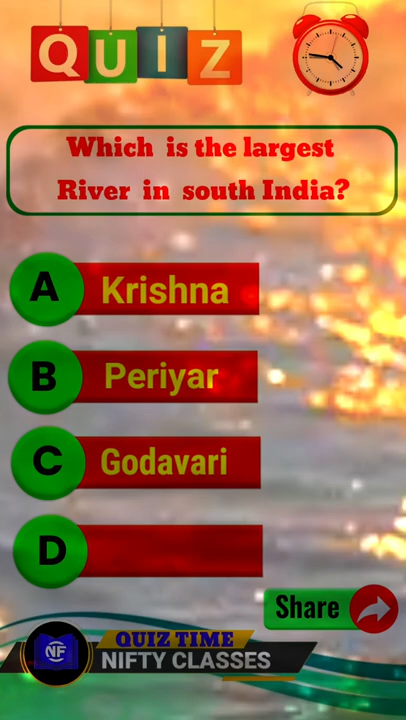 QUIZ
Which is the largest
River in south India?
A Krishna
B Periyar
C Godavari
D
Share
NF
QUIZ TIME
NIFTY CLASSES